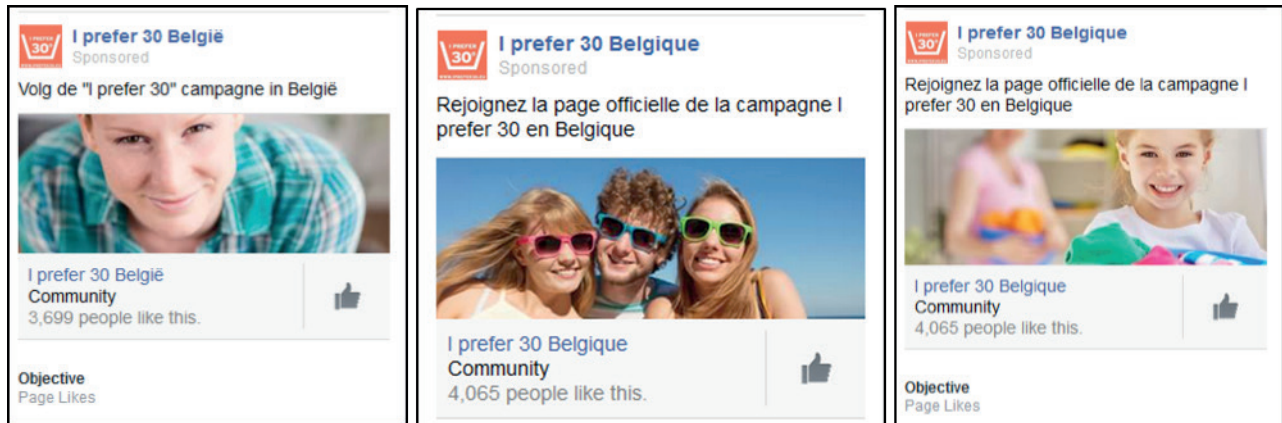 I PREFER
30°
I prefer 30 België
Sponsored
Volg de "I prefer 30" campagne in België
I prefer 30 België
Community
3,699 people like this.
Objective
Page Likes
I PREFER
30°
I prefer 30 Belgique
Sponsored
Rejoignez la page officielle de la campagne I
prefer 30 en Belgique
I prefer 30 Belgique
Community
4,065 people like this.
I PREFER
30°
I prefer 30 Belgique
Sponsored
Rejoignez la page officielle de la campagne I
prefer 30 en Belgique
I prefer 30 Belgique
Community
4,065 people like this.
Objective
Page Likes